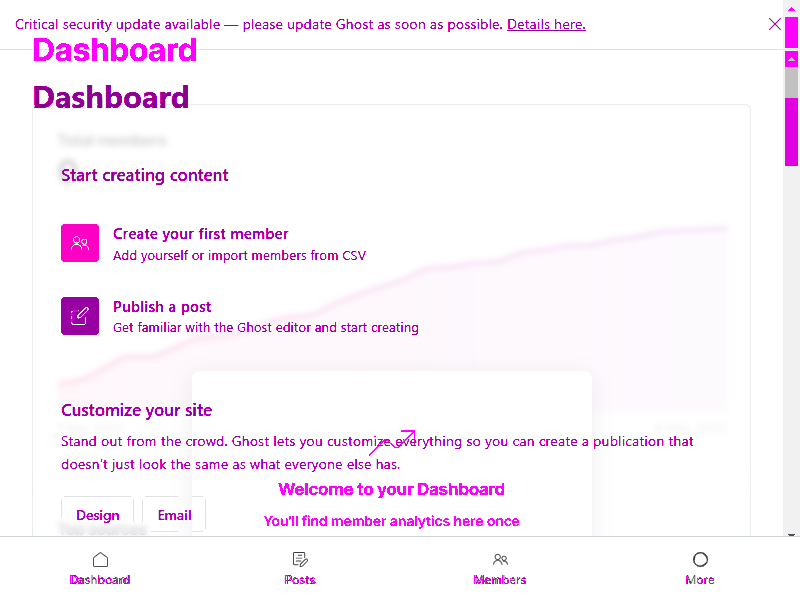 Critical security update available — please update Ghost as soon as possible. Details here.
Dashboard
Dashboard
Total members
0
Start creating content
Create your first member
Add yourself or import members from CSV
Publish a post
Get familiar with the Ghost editor and start creating
Customize your site
Stand out from the crowd. Ghost lets you customize everything so you can create a publication that
doesn't just look the same as what everyone else has.
Welcome to your Dashboard
Design Email
You'll find member analytics here once
Top sources
Dashboard Posts Members More